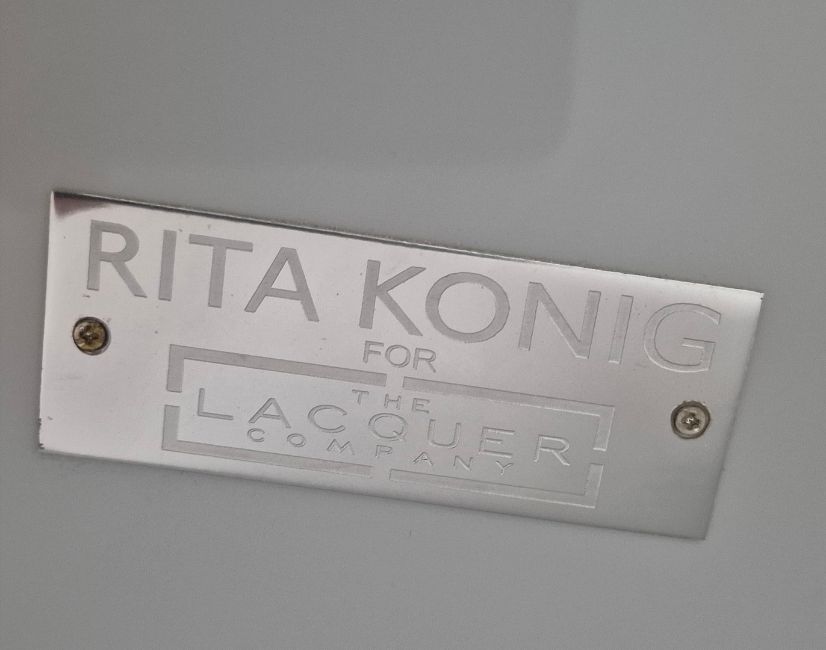 RITA KONIG
FOR
THE
LACQUER
COMPANY